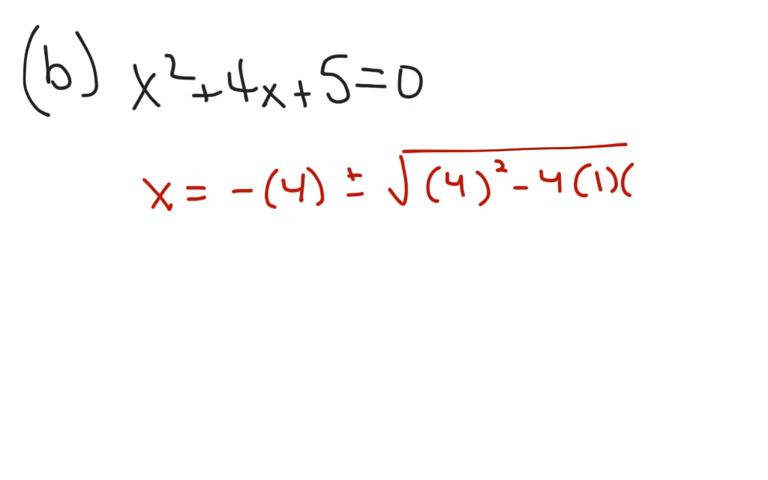 (b) x²+4x+5=0
x = -(4) ± √(4)² - 4(1)(